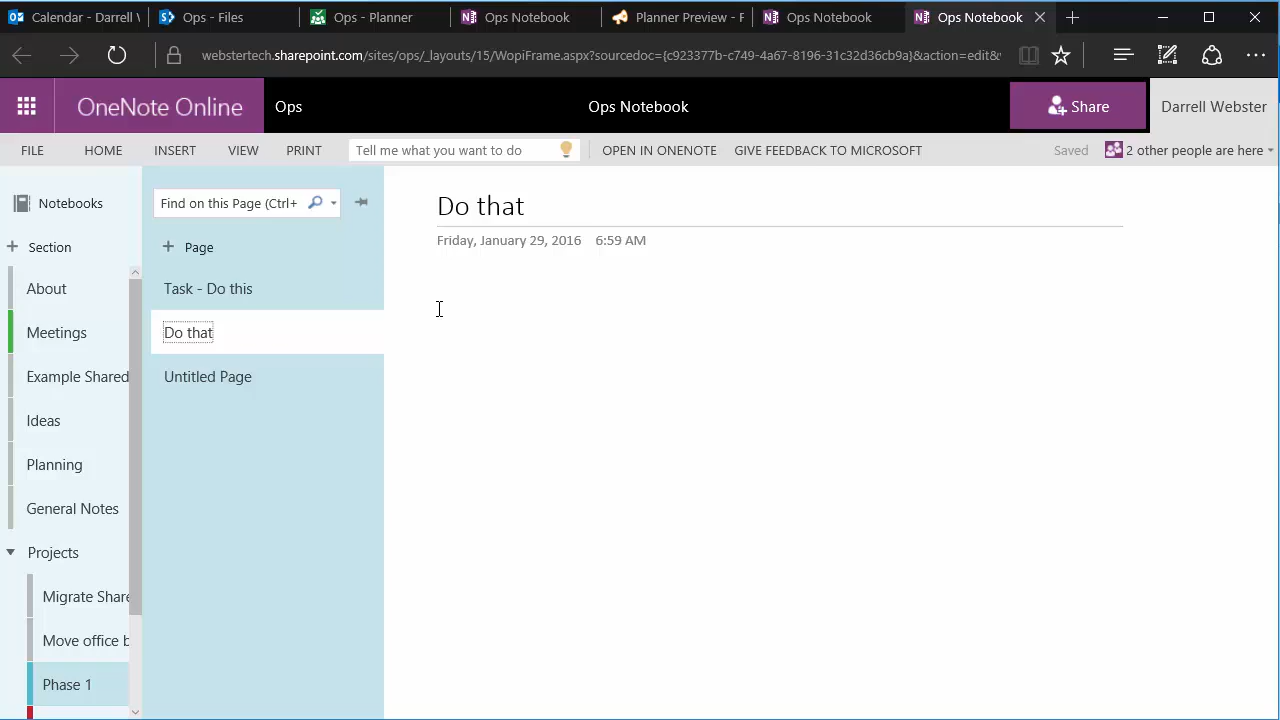 Calendar - Darrell V
Ops - Files
Ops - Planner
Ops Notebook
Planner Preview - F
Ops Notebook
Ops Notebook
webstertech.sharepoint.com/sites/ops/_layouts/15/WopiFrame.aspx?sourcedoc={c923377b-c749-4a67-8196-31c32d36cb9a}&action=edit&
OneNote Online
Ops
Ops Notebook
Share
Darrell Webster
FILE
HOME
INSERT
VIEW
PRINT
Tell me what you want to do
OPEN IN ONENOTE
GIVE FEEDBACK TO MICROSOFT
Saved
2 other people are here
Notebooks
+ Section
About
Meetings
Example Shared
Ideas
Planning
General Notes
Projects
Migrate Share
Move office b
Phase 1
Find on this Page (Ctrl+
+ Page
Task - Do this
Do that
Untitled Page
Do that
Friday, January 29, 2016 6:59 AM